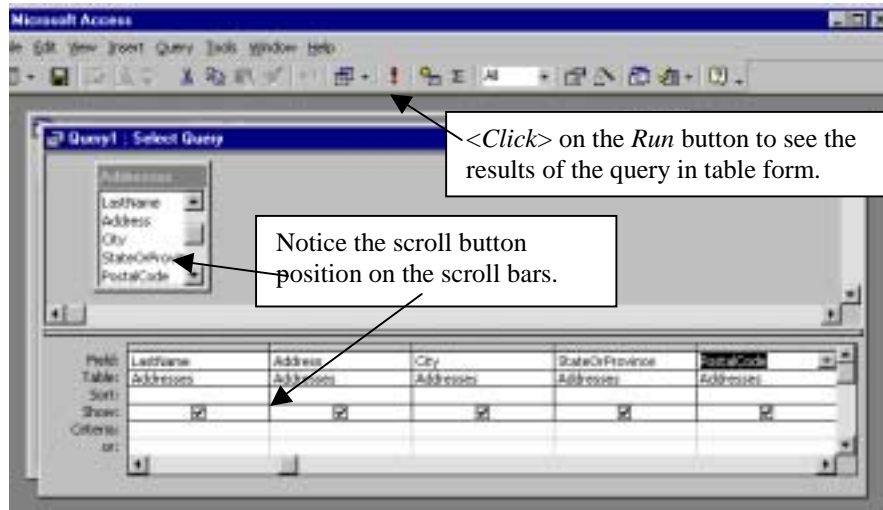 Microsoft Access
Edit View Insert Query Tools Window Help
All
<Click> on the Run button to see the
results of the query in table form.
Query1 : Select Query
Addresses
LastName
Address
City
StateOrProvin
PostalCode
Notice the scroll button
position on the scroll bars.
Field: LastName Address City StateOrProvince PostalCode
Table: Addresses Addresses Addresses Addresses Addresses
Sort:
Show:
Criteria:
or: